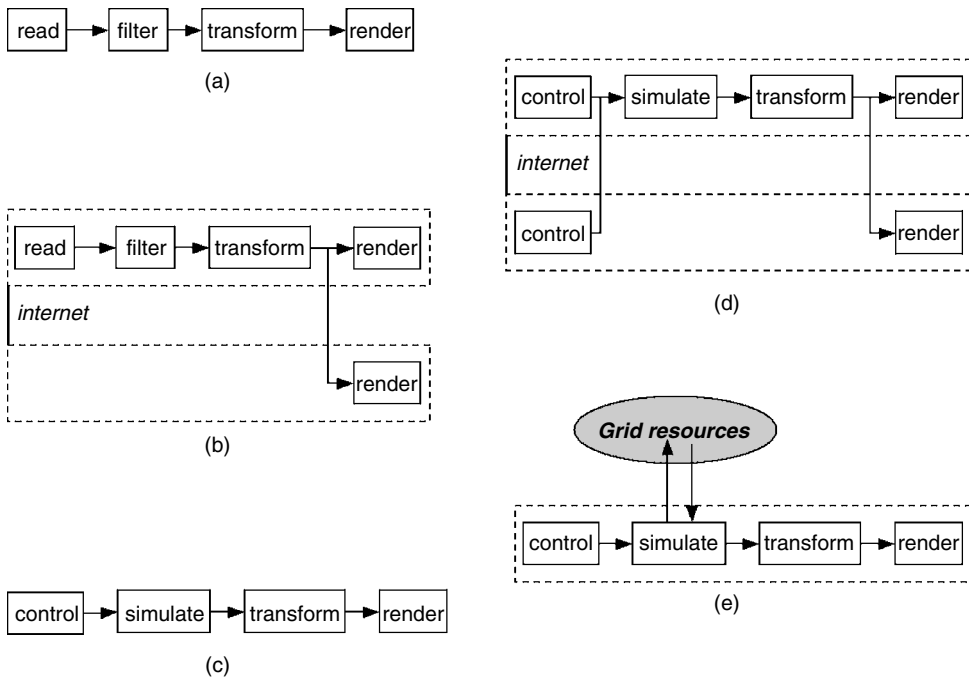 read filter transform render
(a)
read filter transform render
internet
render
(b)
control simulate transform render
(c)
control simulate transform render
internet
control render
(d)
Grid resources
control simulate transform render
(e)